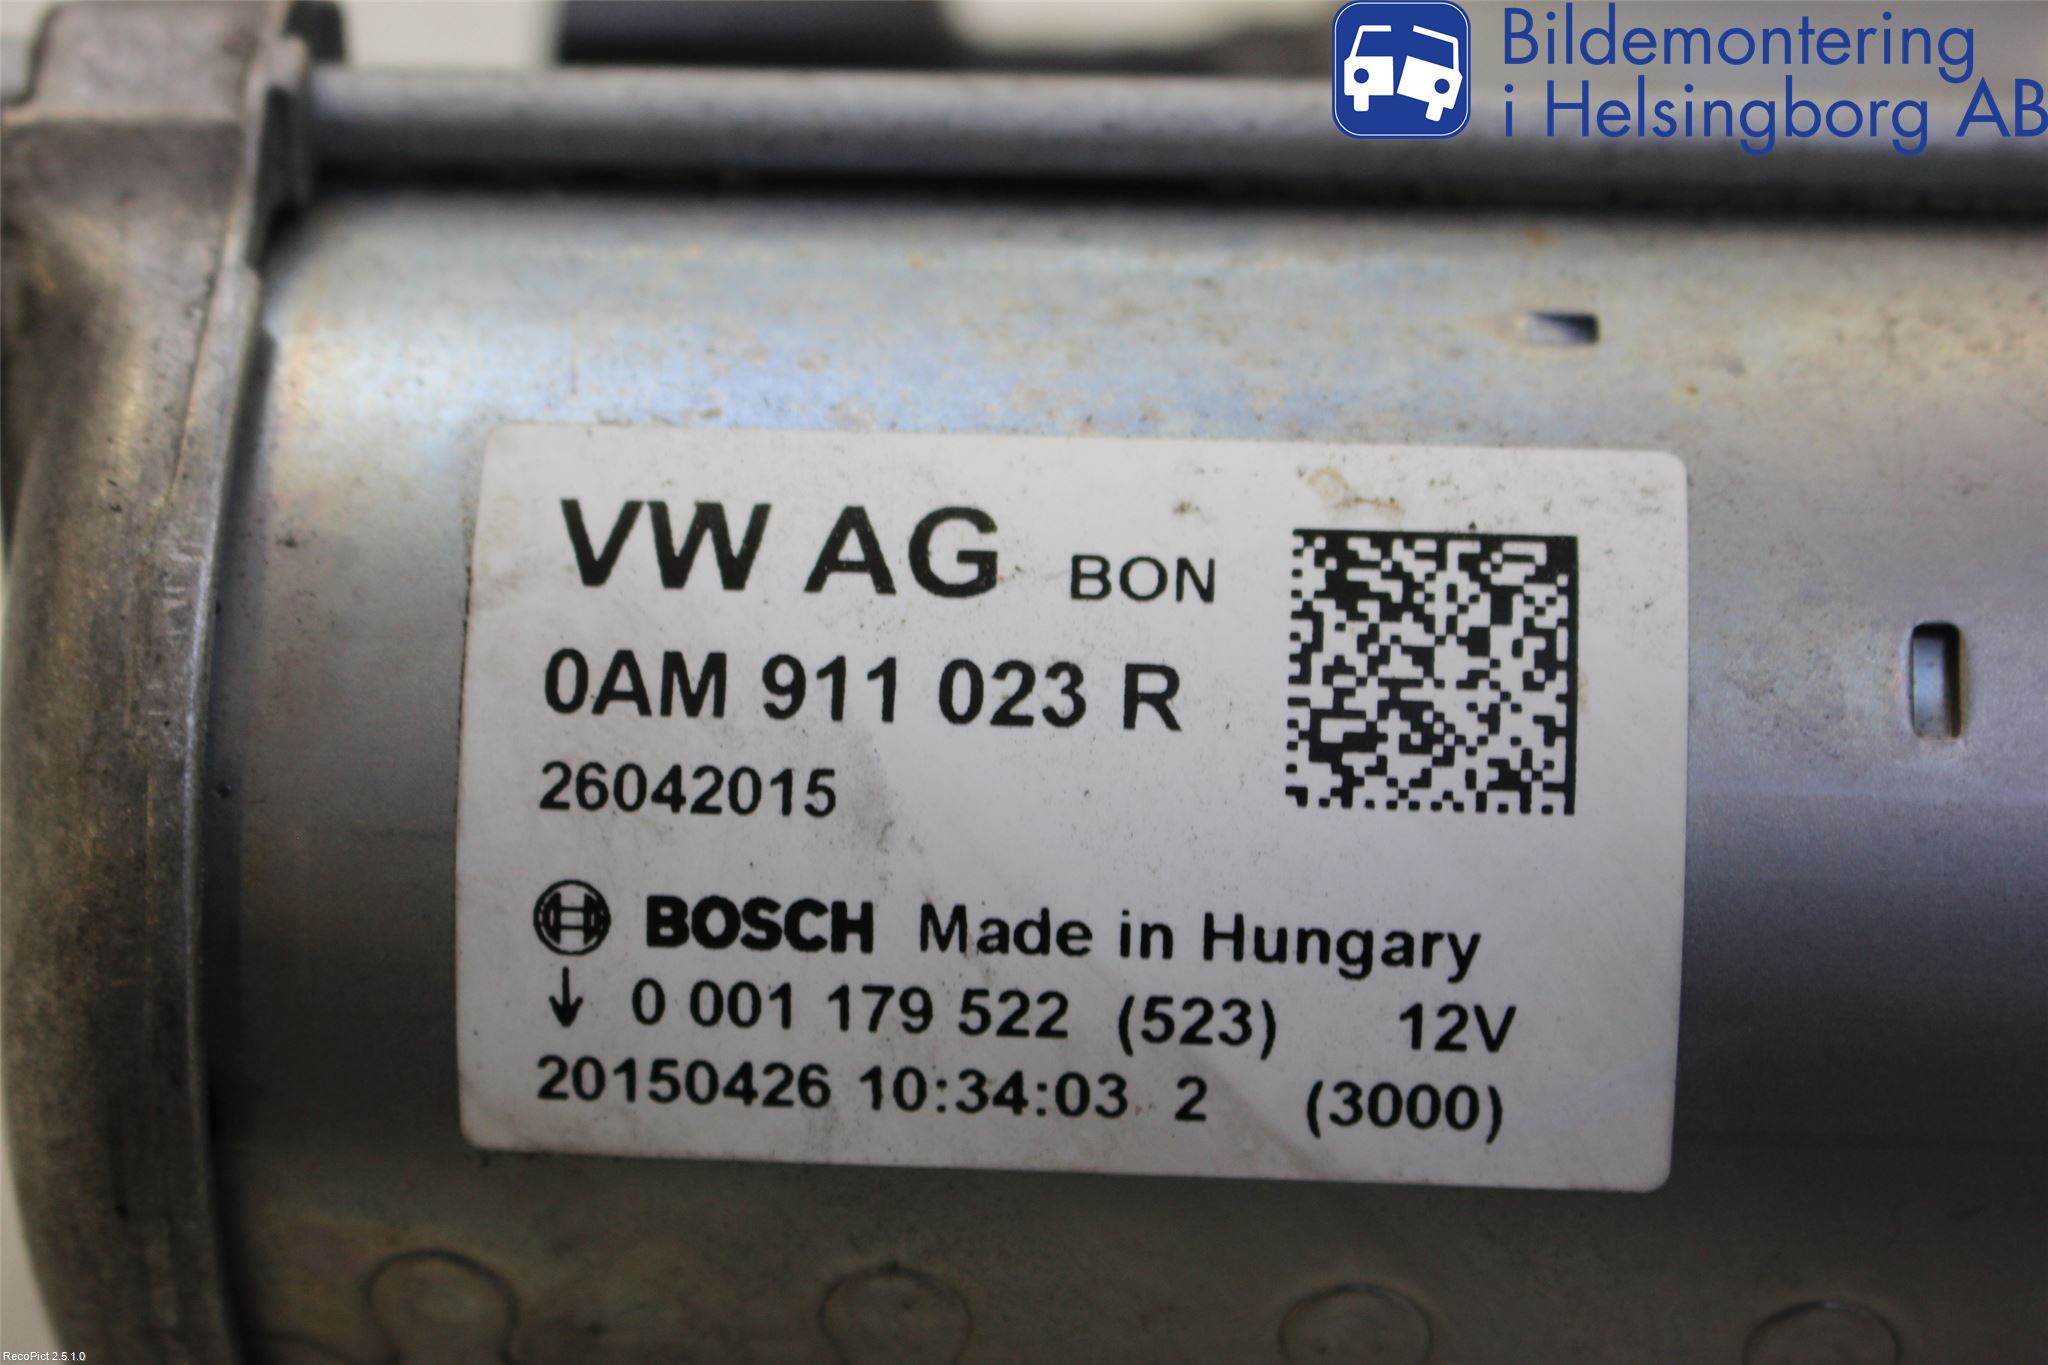 Bildemontering
i Helsingborg AB
VW AG BON
0AM 911 023 R
26042015
BOSCH Made in Hungary
↓ 0 001 179 522 (523) 12V
20150426 10:34:03 2 (3000)
RecoPict 2.5.1.0